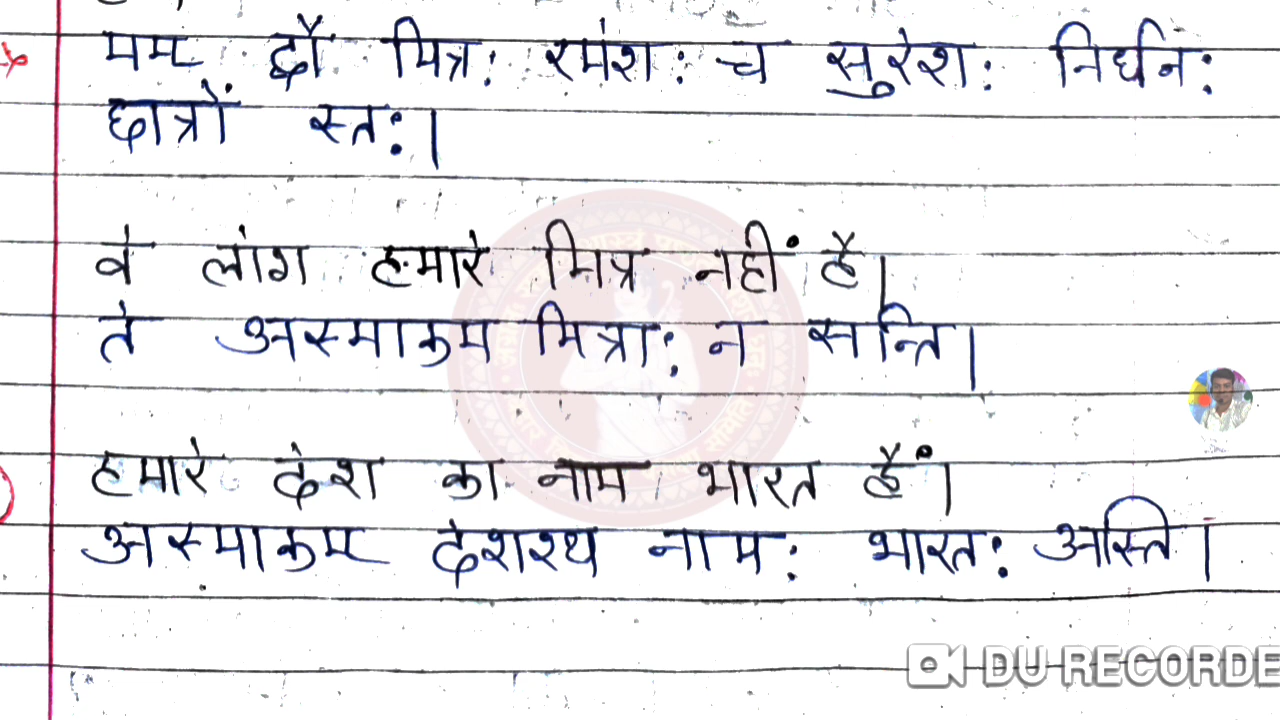 मम द्वौ मित्र: रमेश: च सुरेश: निर्धन:
छात्रों स्त:।
वे लोग हमारे मित्र नहीं है।
ते अस्माकम मित्रा: न सन्ति।
हमारे देश का नाम भारत हैं।
अस्माकम देशस्थ नाम: भारत: अस्ति।
DU RECORDE